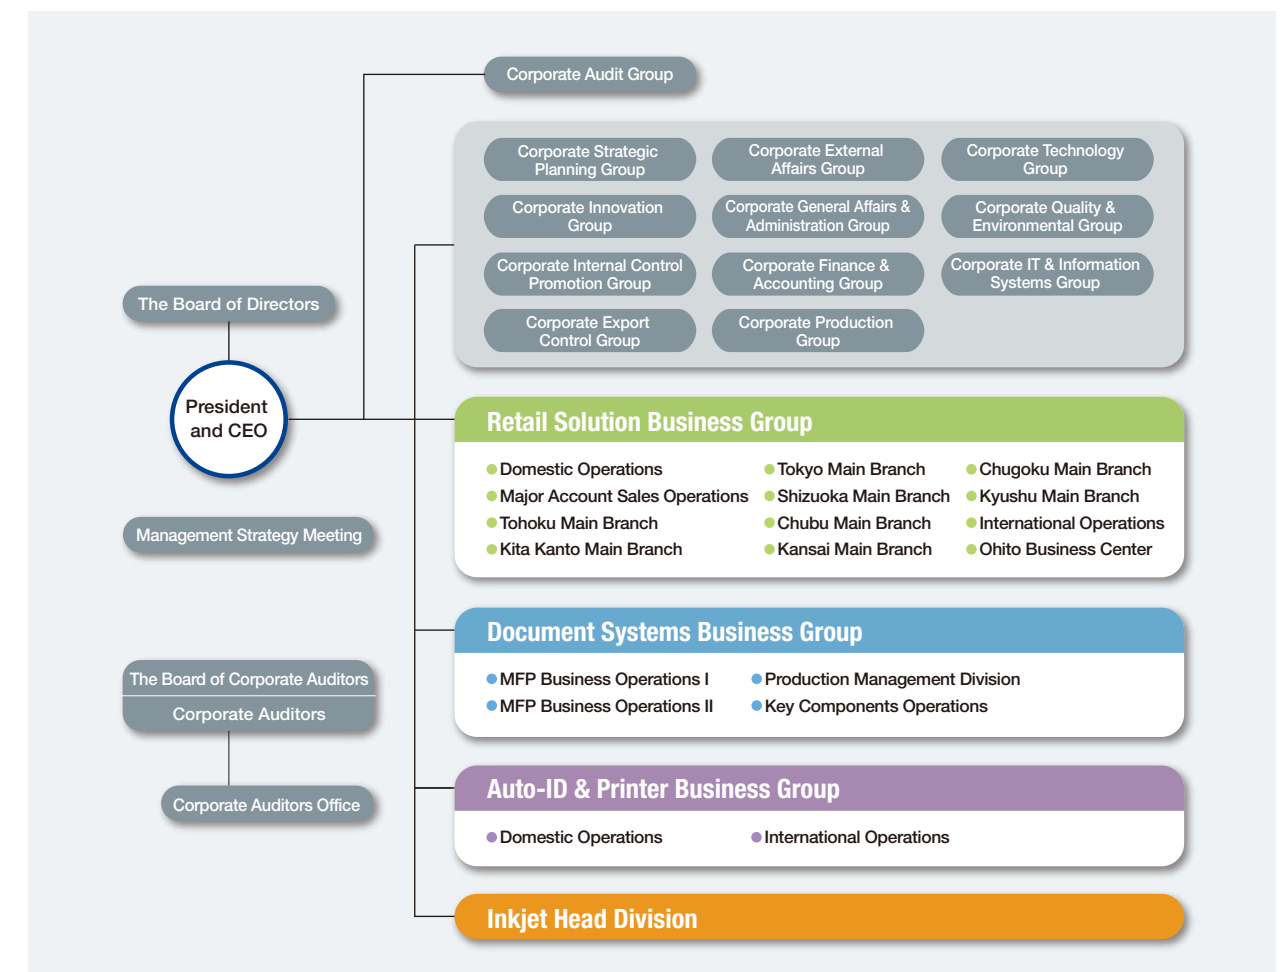 Corporate Audit Group
Corporate Strategic
Planning Group
Corporate External
Affairs Group
Corporate Technology
Group
Corporate Innovation
Group
Corporate General Affairs &
Administration Group
Corporate Quality &
Environmental Group
Corporate Internal Control
Promotion Group
Corporate Finance &
Accounting Group
Corporate IT & Information
Systems Group
Corporate Export
Control Group
Corporate Production
Group
The Board of Directors
President
and CEO
Management Strategy Meeting
The Board of Corporate Auditors
Corporate Auditors
Corporate Auditors Office
Retail Solution Business Group
Domestic Operations
Major Account Sales Operations
Tohoku Main Branch
Kita Kanto Main Branch
Tokyo Main Branch
Shizuoka Main Branch
Chubu Main Branch
Kansai Main Branch
Chugoku Main Branch
Kyushu Main Branch
International Operations
Ohito Business Center
Document Systems Business Group
MFP Business Operations I
MFP Business Operations II
Production Management Division
Key Components Operations
Auto-ID & Printer Business Group
Domestic Operations
International Operations
Inkjet Head Division